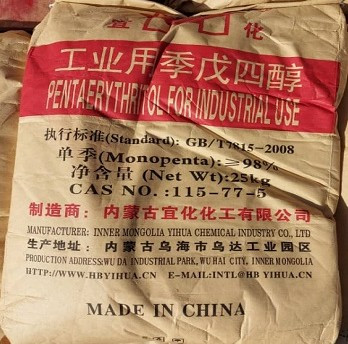 宜 化
工业用季戊四醇
PENTAERYTHRITOL FOR INDUSTRIAL USE
执行标准(Standard): GB/T7815-2008
单季(Monopenta):≥98%
净含量 (Net Wt):25kg
CAS NO. :115-77-5
制造商: 内蒙古宜化化工有限公司
MANUFACTURER: INNER MONGOLIA YIHUA CHEMICAL INDUSTRY CO., LTD
生产地址: 内蒙古乌海市乌达工业园区
PRODUCTION ADDRESS:WU DA INDUSTRIAL PARK, WU HAI CITY, INNER MONGOLIA
HTTP://WWW.HBYIHUA.CN E-MAIL:INTL@HBYIHUA.CN
MADE IN CHINA